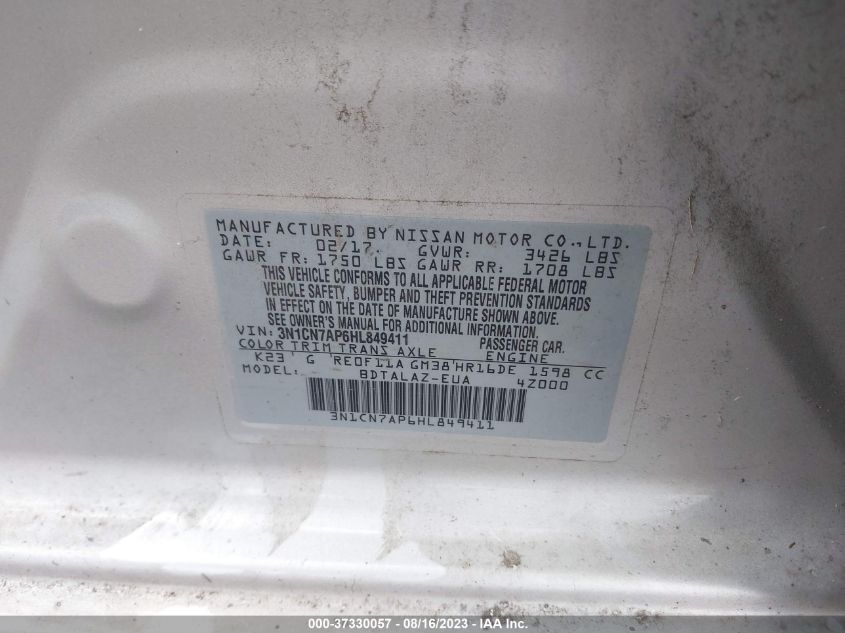 MANUFACTURED BY NISSAN MOTOR CO.,LTD.
DATE: 02/17. GVWR: 3426 LBS
GAWR FR: 1750 LBS GAWR RR: 1708 LBS
THIS VEHICLE CONFORMS TO ALL APPLICABLE FEDERAL MOTOR
VEHICLE SAFETY, BUMPER AND THEFT PREVENTION STANDARDS
IN EFFECT ON THE DATE OF MANUFACTURE SHOWN ABOVE.
SEE OWNER'S MANUAL FOR ADDITIONAL INFORMATION.
VIN: 3N1CN7AP6HL849411 PASSENGER CAR.
COLOR TRIM TRANS AXLE ENGINE
K23 G RE0F11A GM38 HR16DE 1598 CC
MODEL: BDTALAZ-EUA 4Z000
3N1CN7AP6HL849411
000-37330057 - 08/16/2023 - IAA Inc.